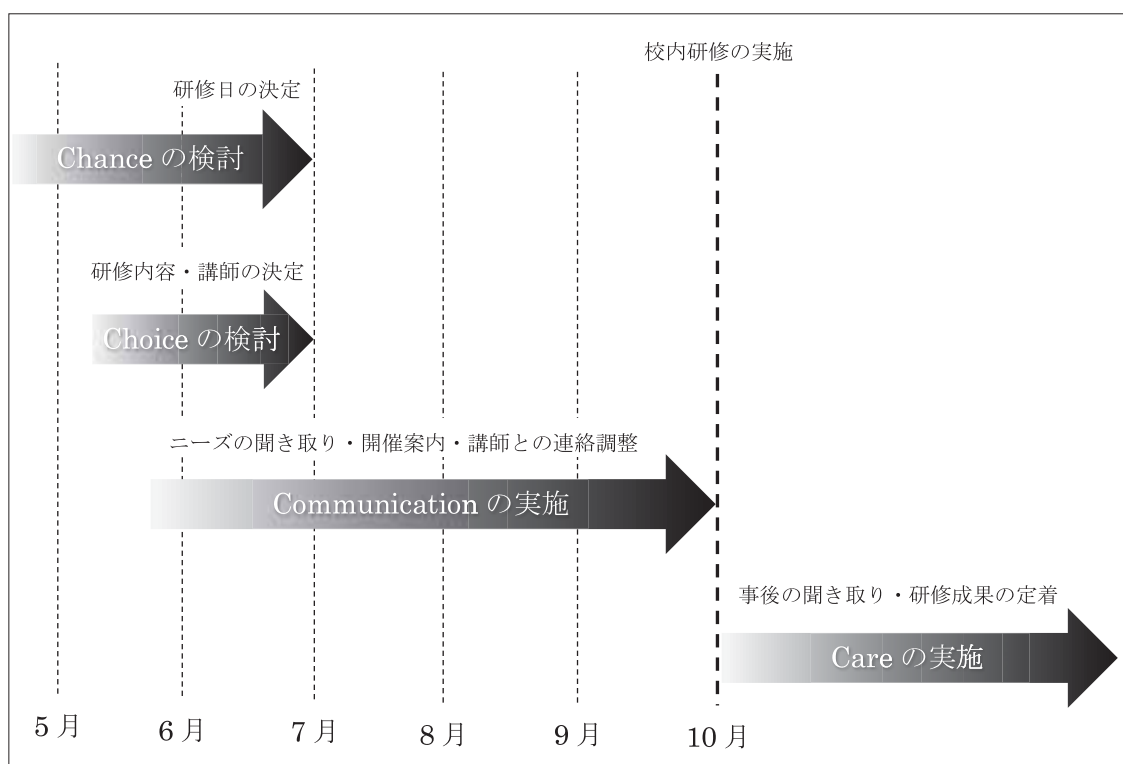 校内研修の実施
研修日の決定
Chance の検討
研修内容・講師の決定
Choice の検討
ニーズの聞き取り・開催案内・講師との連絡調整
Communication の実施
事後の聞き取り・研修成果の定着
Care の実施
5 月
6 月
7 月
8 月
9 月
10 月